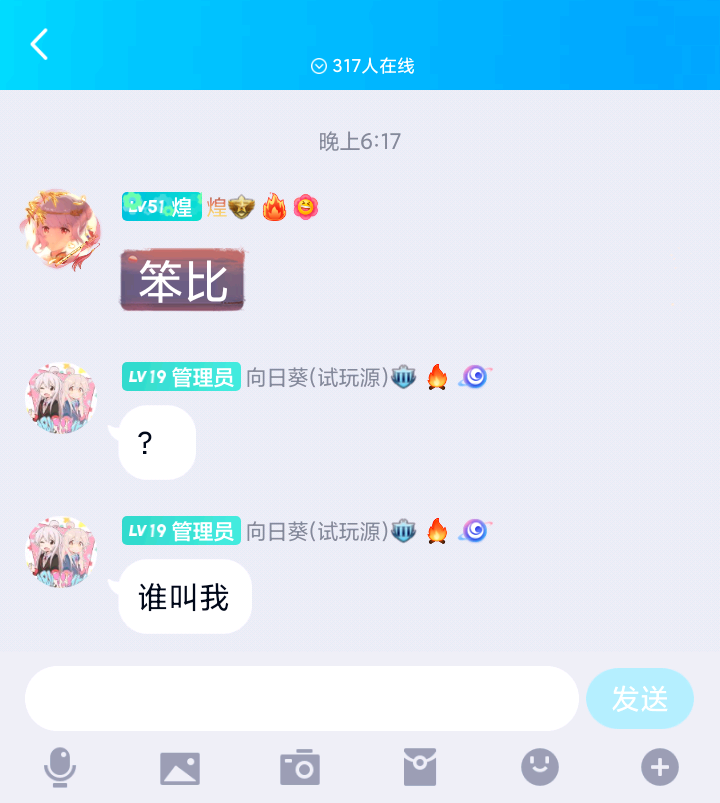 317人在线
晚上6:17
LV51 煌 煌
笨比
LV19 管理员 向日葵(试玩源)
?
LV19 管理员 向日葵(试玩源)
谁叫我
发送